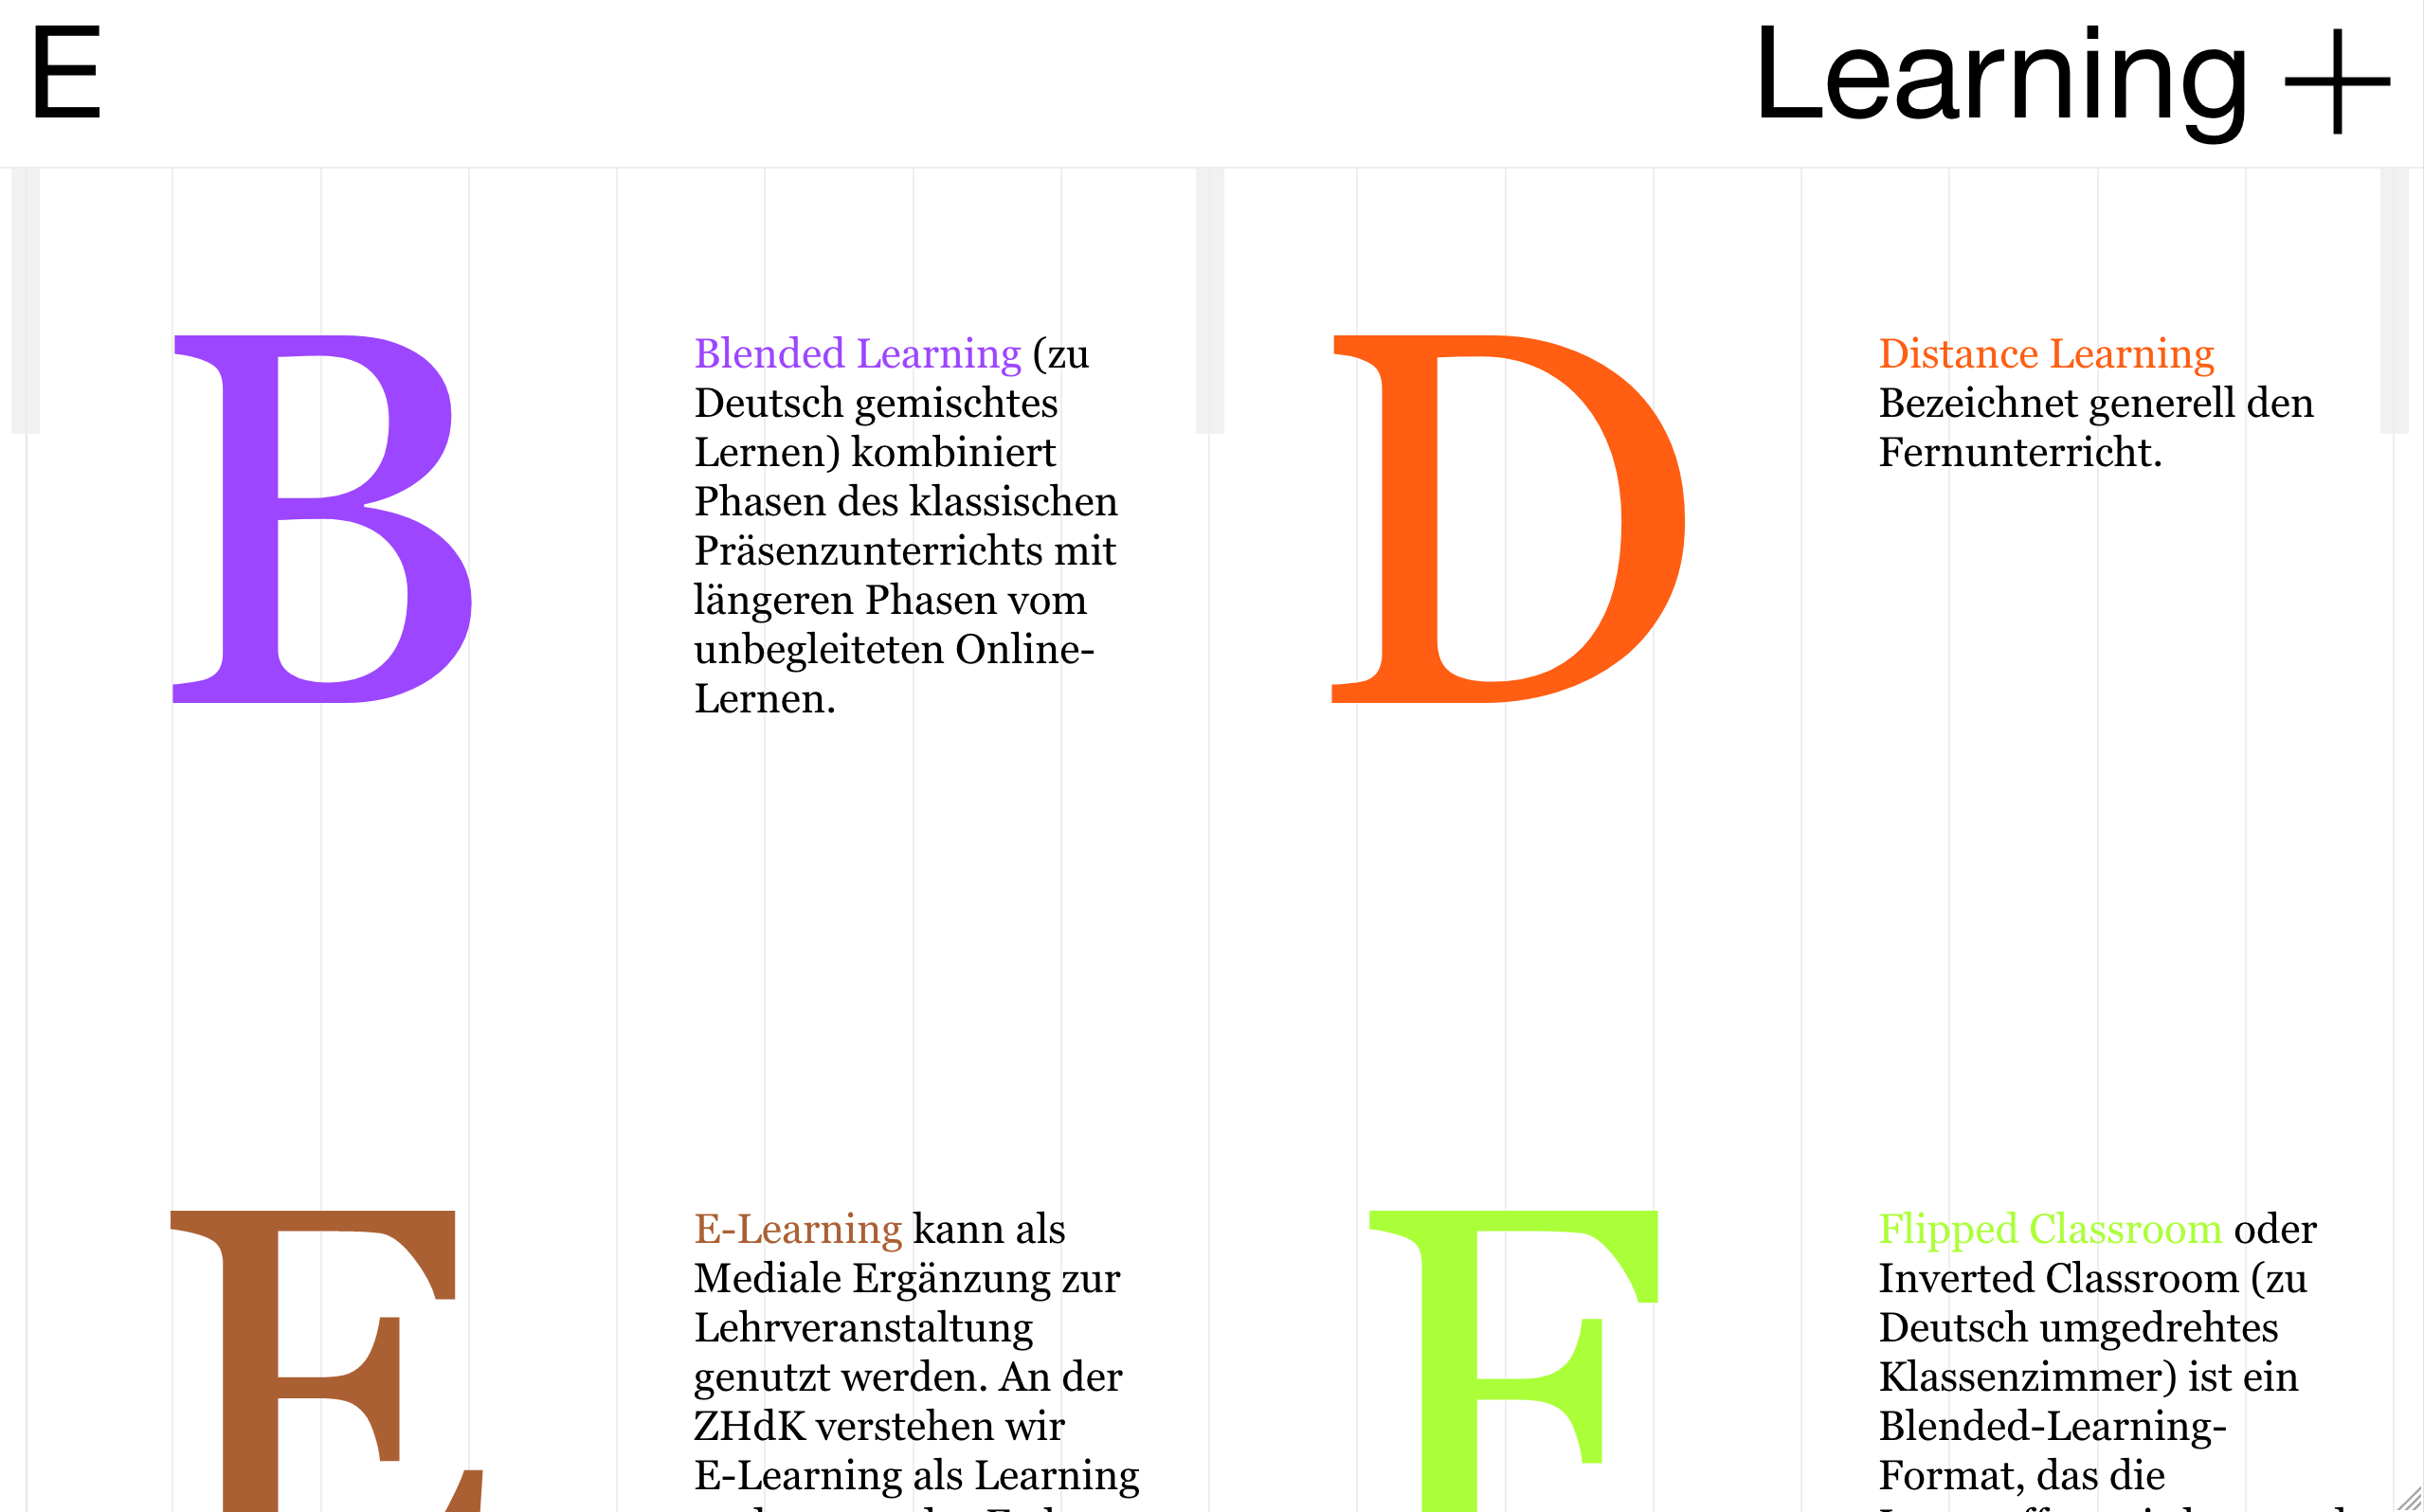 E
Learning +
B
Blended Learning (zu
Deutsch gemischtes
Lernen) kombiniert
Phasen des klassischen
Präsenzunterrichts mit
längeren Phasen vom
unbegleiteten Online-
Lernen.
D
Distance Learning
Bezeichnet generell den
Fernunterricht.
E
E-Learning kann als
Mediale Ergänzung zur
Lehrveranstaltung
genutzt werden. An der
ZHdK verstehen wir
E-Learning als Learning
F
Flipped Classroom oder
Inverted Classroom (zu
Deutsch umgedrehtes
Klassenzimmer) ist ein
Blended-Learning-
Format, das die